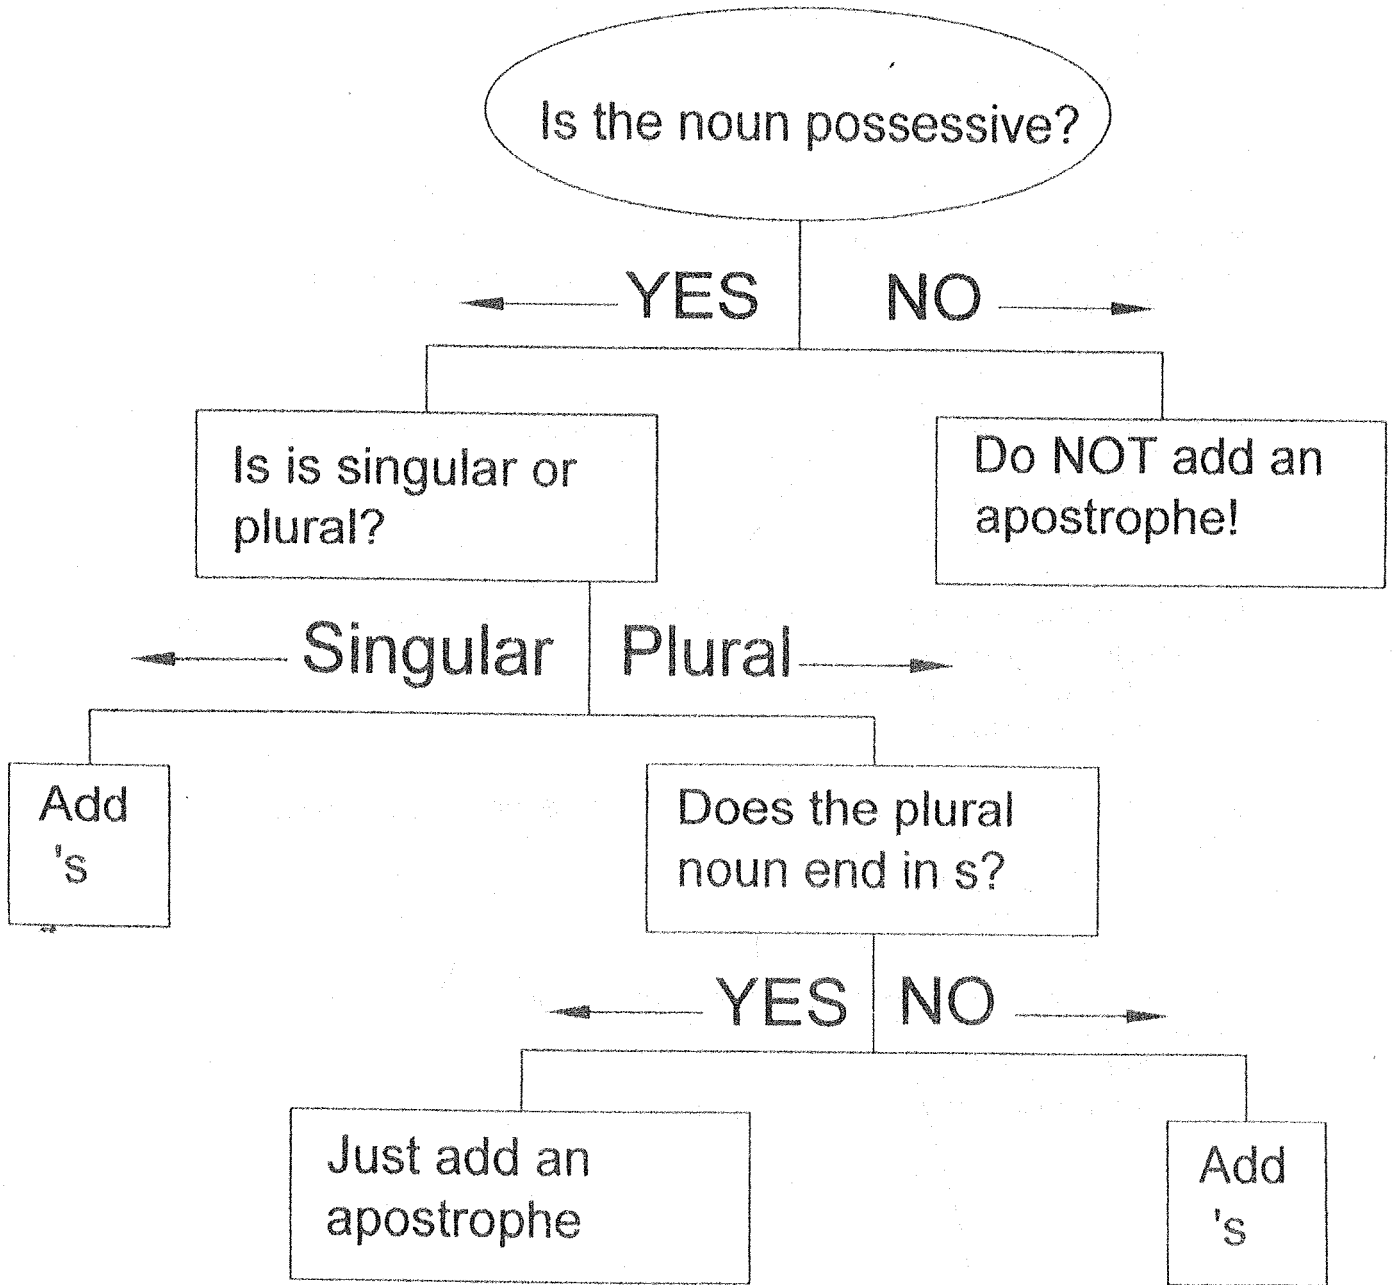 Is the noun possessive?
YES
NO
Is is singular or
plural?
Do NOT add an
apostrophe!
Singular
Plural
Add
's
Does the plural
noun end in s?
YES
NO
Just add an
apostrophe
Add
's